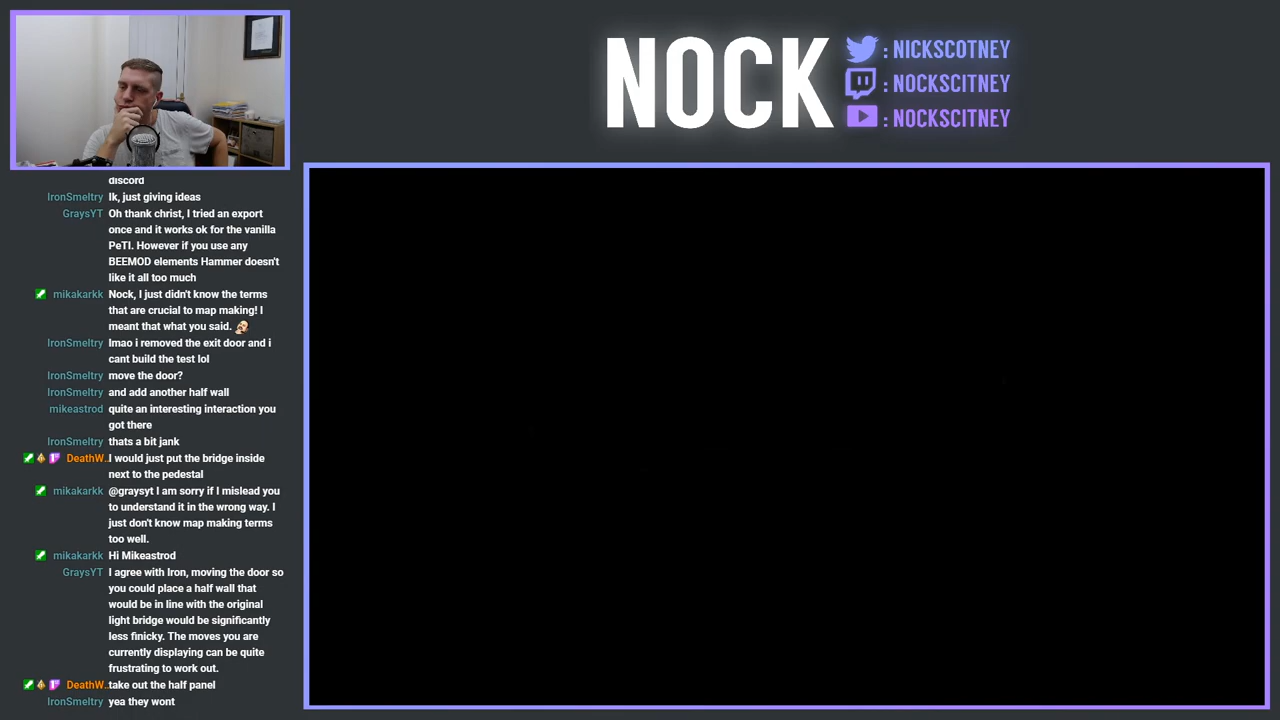 NOCK
: NICKSCOTNEY
: NOCKSCITNEY
: NOCKSCITNEY
discord
IronSmeltry Ik, just giving ideas
GraysYT Oh thank christ, I tried an export
once and it works ok for the vanilla
PeTI. However if you use any
BEEMOD elements Hammer doesn't
like it all too much
mikakarkk Nock, I just didn't know the terms
that are crucial to map making! I
meant that what you said.
IronSmeltry lmao i removed the exit door and i
cant build the test lol
IronSmeltry move the door?
IronSmeltry and add another half wall
mikeastrod quite an interesting interaction you
got there
IronSmeltry thats a bit jank
DeathW.. I would just put the bridge inside
next to the pedestal
mikakarkk @graysyt I am sorry if I mislead you
to understand it in the wrong way. I
just don't know map making terms
too well.
mikakarkk Hi Mikeastrod
GraysYT I agree with Iron, moving the door so
you could place a half wall that
would be in line with the original
light bridge would be significantly
less finicky. The moves you are
currently displaying can be quite
frustrating to work out.
DeathW.. take out the half panel
IronSmeltry yea they wont